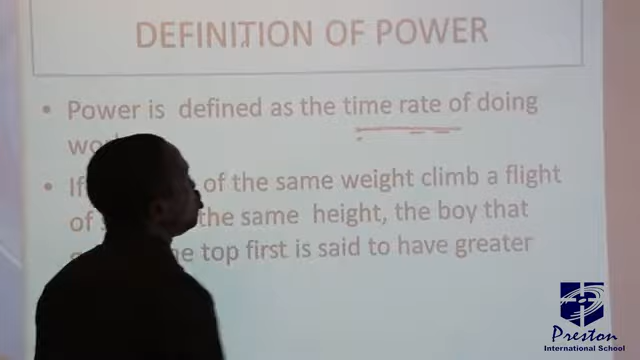 DEFINITION OF POWER
• Power is defined as the time rate of doing
• If of the same weight climb a flight
of the same height, the boy that
top first is said to have greater
Preston
International School